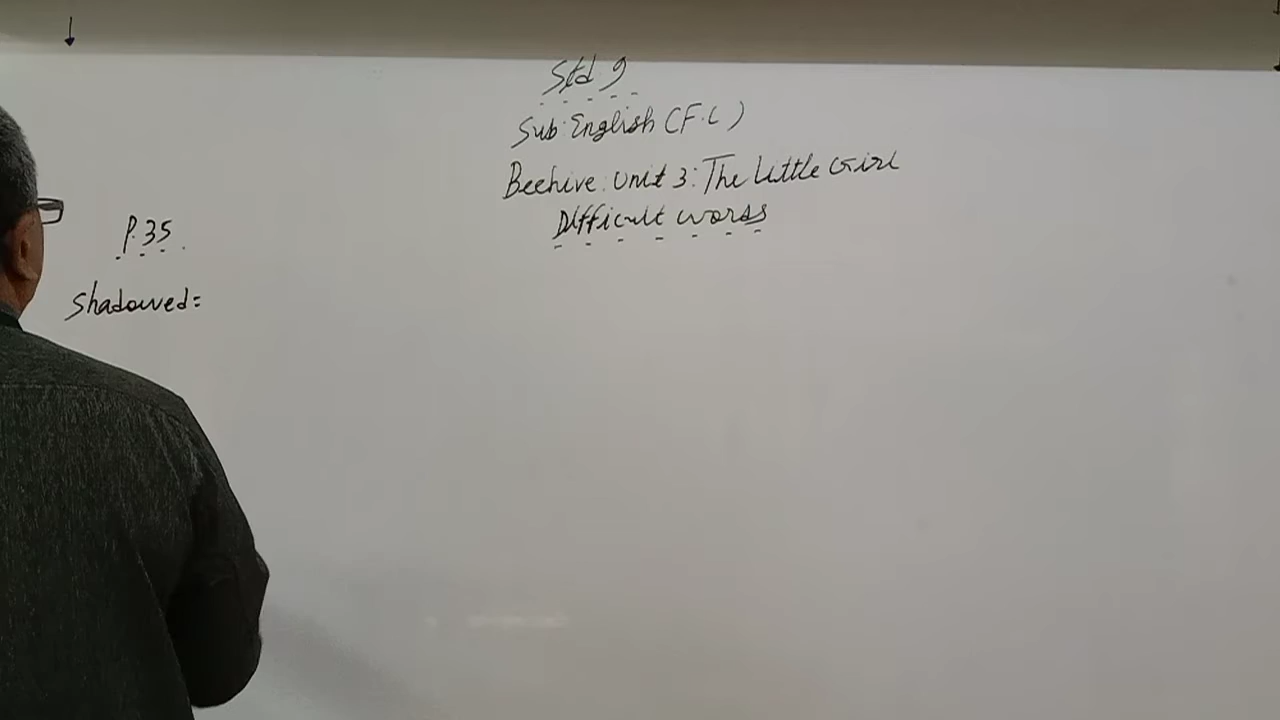 Std 9
Sub: English (F.L)
Beehive: Unit 3: The Little Girl
Difficult words
P. 35.
Shadowed=